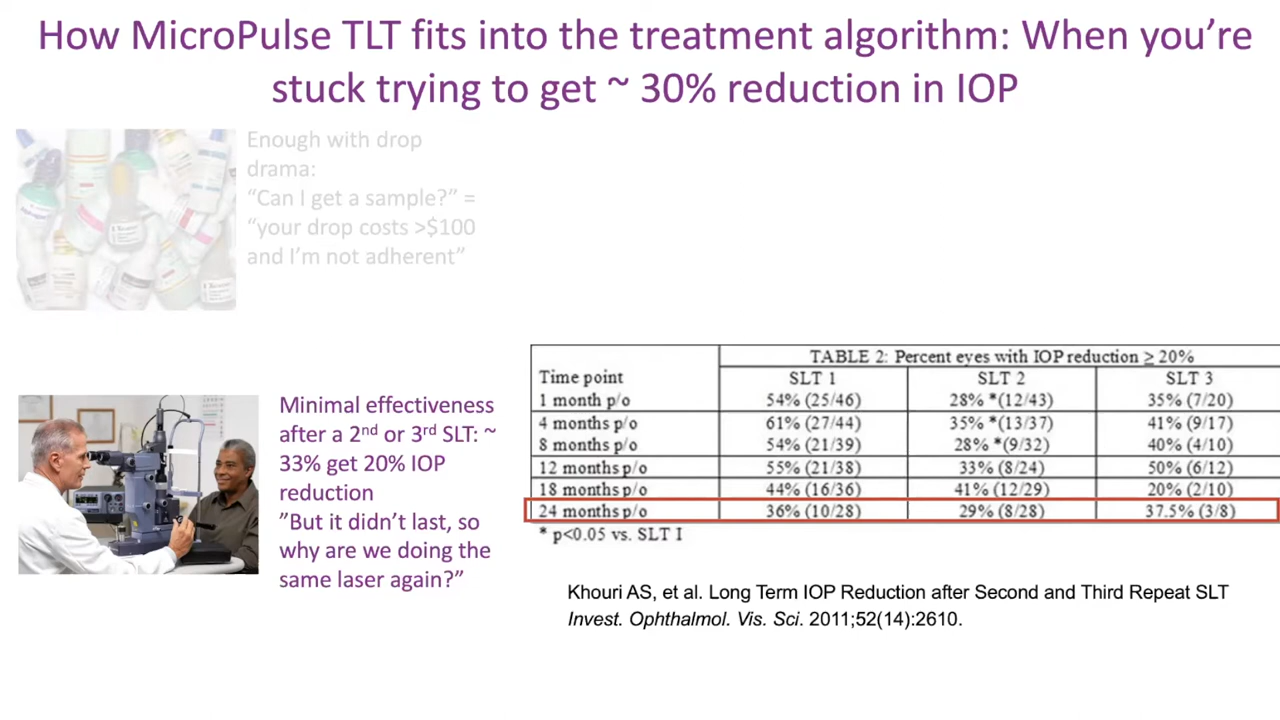 How MicroPulse TLT fits into the treatment algorithm: When you’re
stuck trying to get ~ 30% reduction in IOP
Enough with drop
drama:
“Can I get a sample?” =
“your drop costs >$100
and I’m not adherent”
Minimal effectiveness
after a 2nd or 3rd SLT: ~
33% get 20% IOP
reduction
”But it didn’t last, so
why are we doing the
same laser again?”
TABLE 2: Percent eyes with IOP reduction ≥ 20%
Time point SLT 1 SLT 2 SLT 3
1 month p/o 54% (25/46) 28% *(12/43) 35% (7/20)
4 months p/o 61% (27/44) 35% *(13/37) 41% (9/17)
8 months p/o 54% (21/39) 28% *(9/32) 40% (4/10)
12 months p/o 55% (21/38) 33% (8/24) 50% (6/12)
18 months p/o 44% (16/36) 41% (12/29) 20% (2/10)
24 months p/o 36% (10/28) 29% (8/28) 37.5% (3/8)
* p<0.05 vs. SLT I
Khouri AS, et al. Long Term IOP Reduction after Second and Third Repeat SLT
Invest. Ophthalmol. Vis. Sci. 2011;52(14):2610.